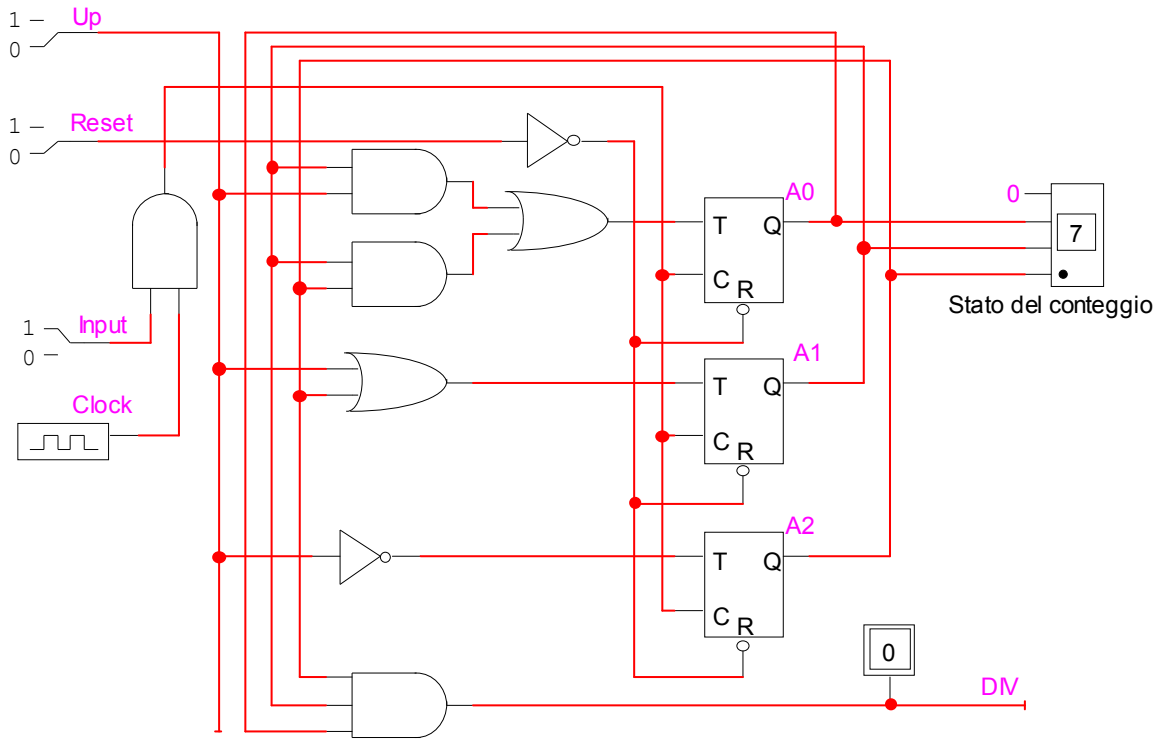 1
Up
0
1
Reset
0
A0
0
T Q
7
C
R
Stato del conteggio
1
Input
0
A1
T Q
Clock
C
R
A2
T Q
C
R
0
DIV